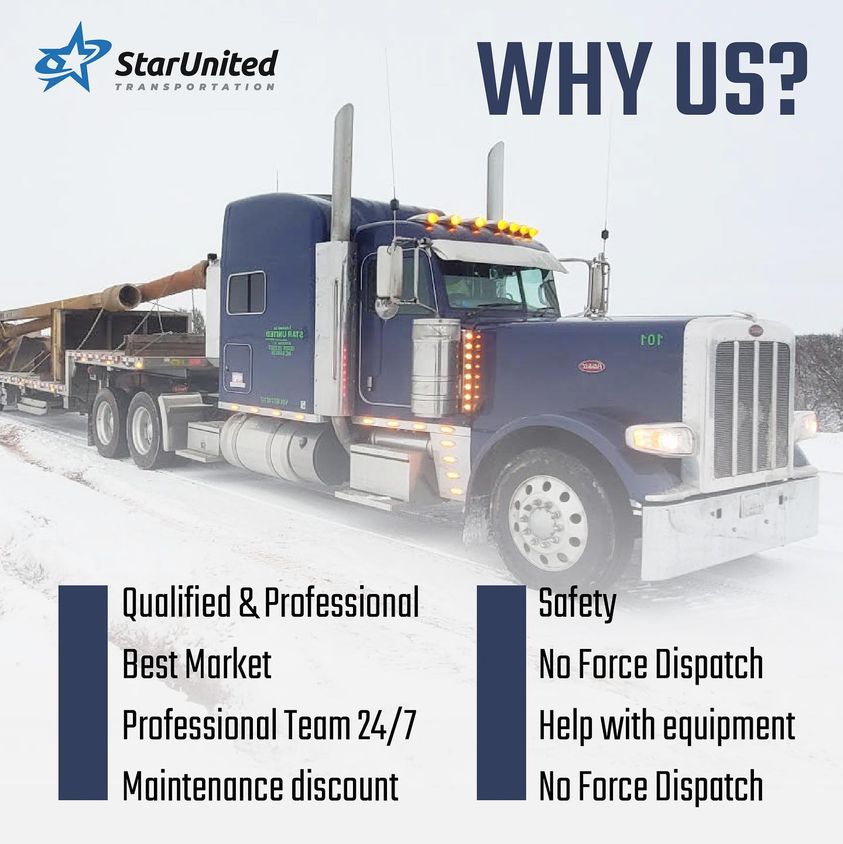 StarUnited
TRANSPORTATION
WHY US?
STAR UNITED
101
Peterbilt
Qualified & Professional
Best Market
Professional Team 24/7
Maintenance discount
Safety
No Force Dispatch
Help with equipment
No Force Dispatch